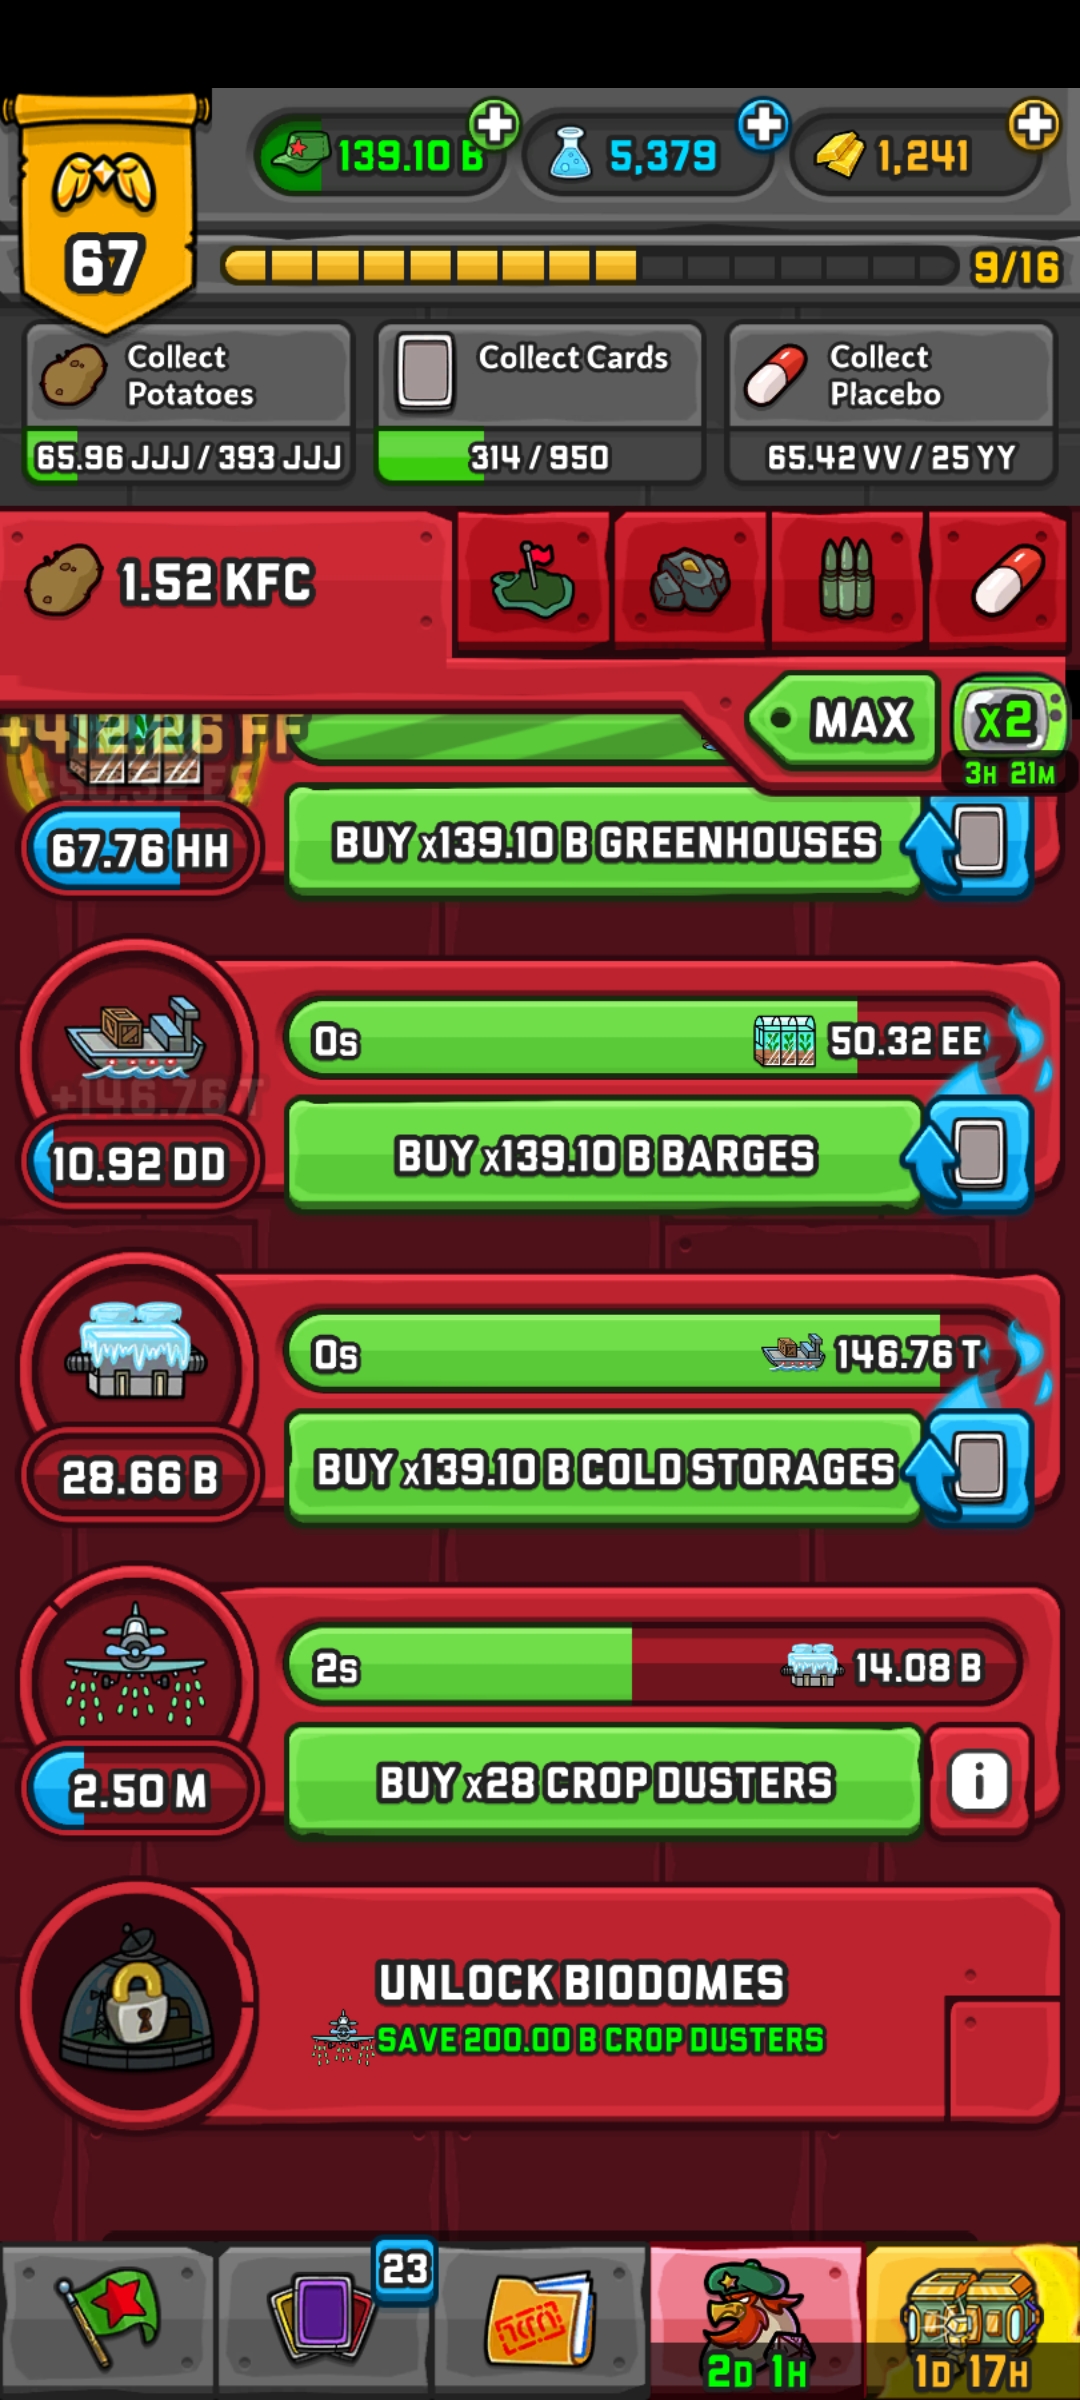 139.10 B
5,379
1,241
67
9/16
Collect
Potatoes
65.96 JJJ / 393 JJJ
Collect Cards
314 / 950
Collect
Placebo
65.42 VV / 25 YY
1.52 KFC
MAX
x2
3H 21M
+412.26 FF
67.76 HH
BUY x139.10 B GREENHOUSES
0s
50.32 EE
+146.76 T
10.92 DD
BUY x139.10 B BARGES
0s
146.76 T
28.66 B
BUY x139.10 B COLD STORAGES
2s
14.08 B
2.50 M
BUY x28 CROP DUSTERS
i
UNLOCK BIODOMES
SAVE 200.00 B CROP DUSTERS
23
2D 1H
1D 17H